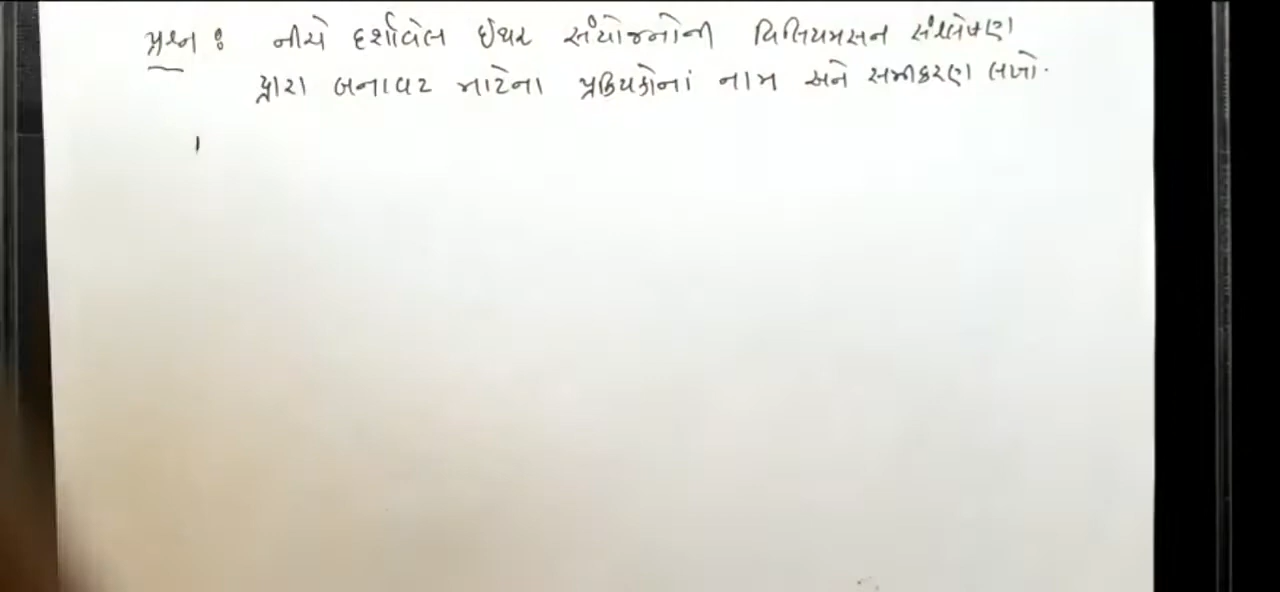 પ્રશ્ન : નીચે દર્શાવેલ ઈથર સંયોજનોની વિલિયમસન સંશ્લેષણ
દ્વારા બનાવટ માટેના પ્રક્રિયકોનાં નામ અને સમીકરણ લખો.